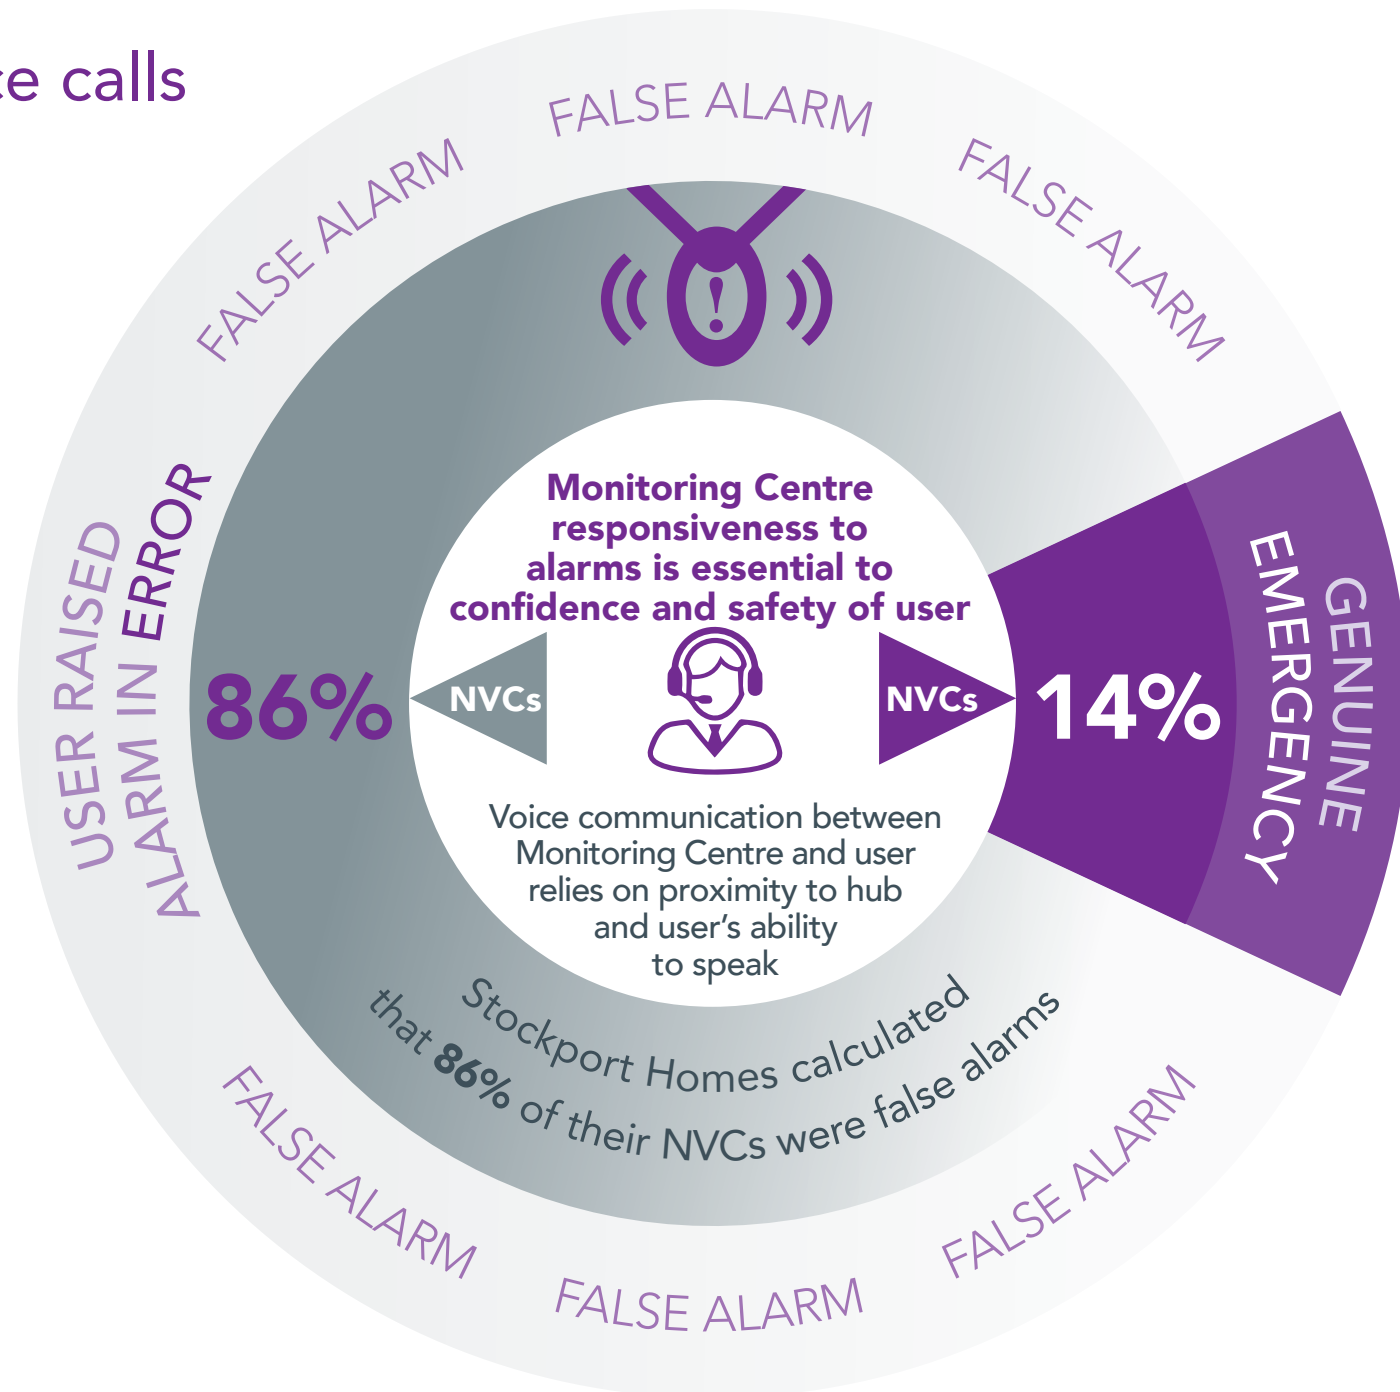 calls
FALSE ALARM
FALSE ALARM
FALSE ALARM
USER RAISED
ALARM IN ERROR
86%
Monitoring Centre
responsiveness to
alarms is essential to
confidence and safety of user
NVCs
NVCs
14%
GENUINE
EMERGENCY
Voice communication between
Monitoring Centre and user
relies on proximity to hub
and user's ability
to speak
Stockport Homes calculated
that 86% of their NVCs were false alarms
FALSE ALARM
FALSE ALARM
FALSE ALARM